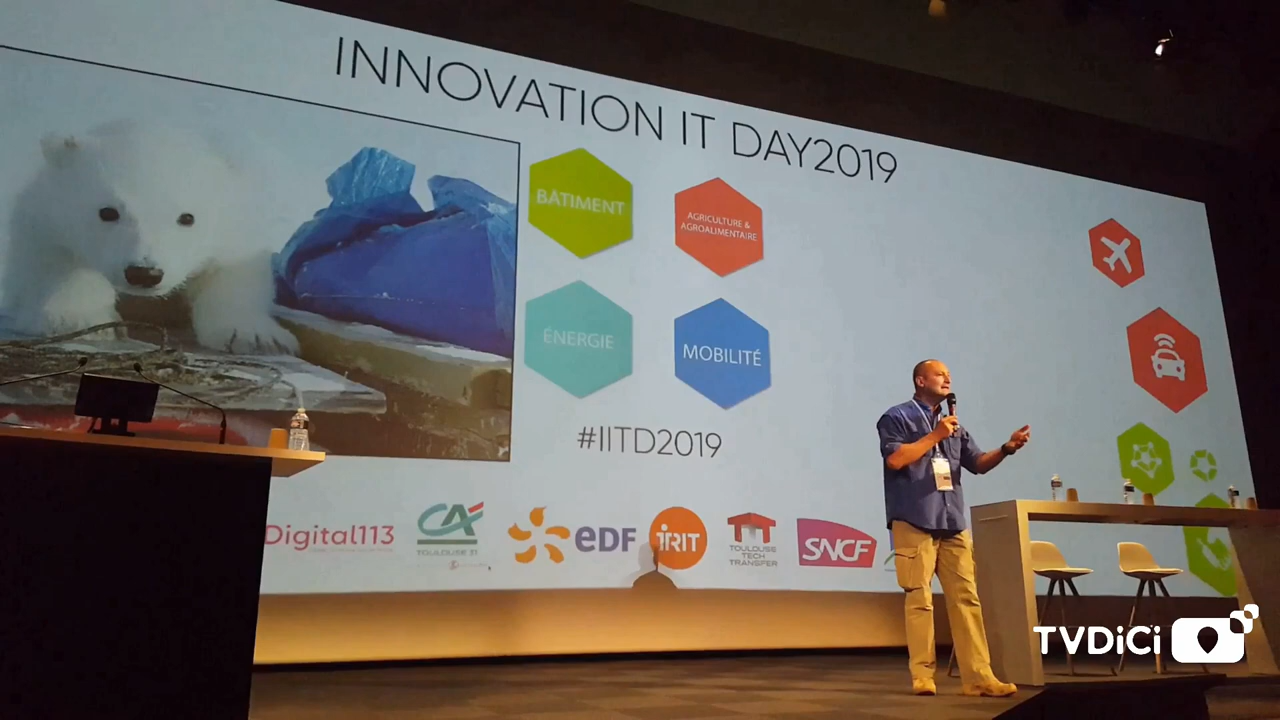 INNOVATION IT DAY2019
BÂTIMENT
AGRICULTURE &
AGROALIMENTAIRE
ÉNERGIE
MOBILITÉ
#IITD2019
Digital113
CA
TOULOUSE 31
eDF
iRIT
TOULOUSE
TECH
TRANSFER
SNCF
TVDiCi